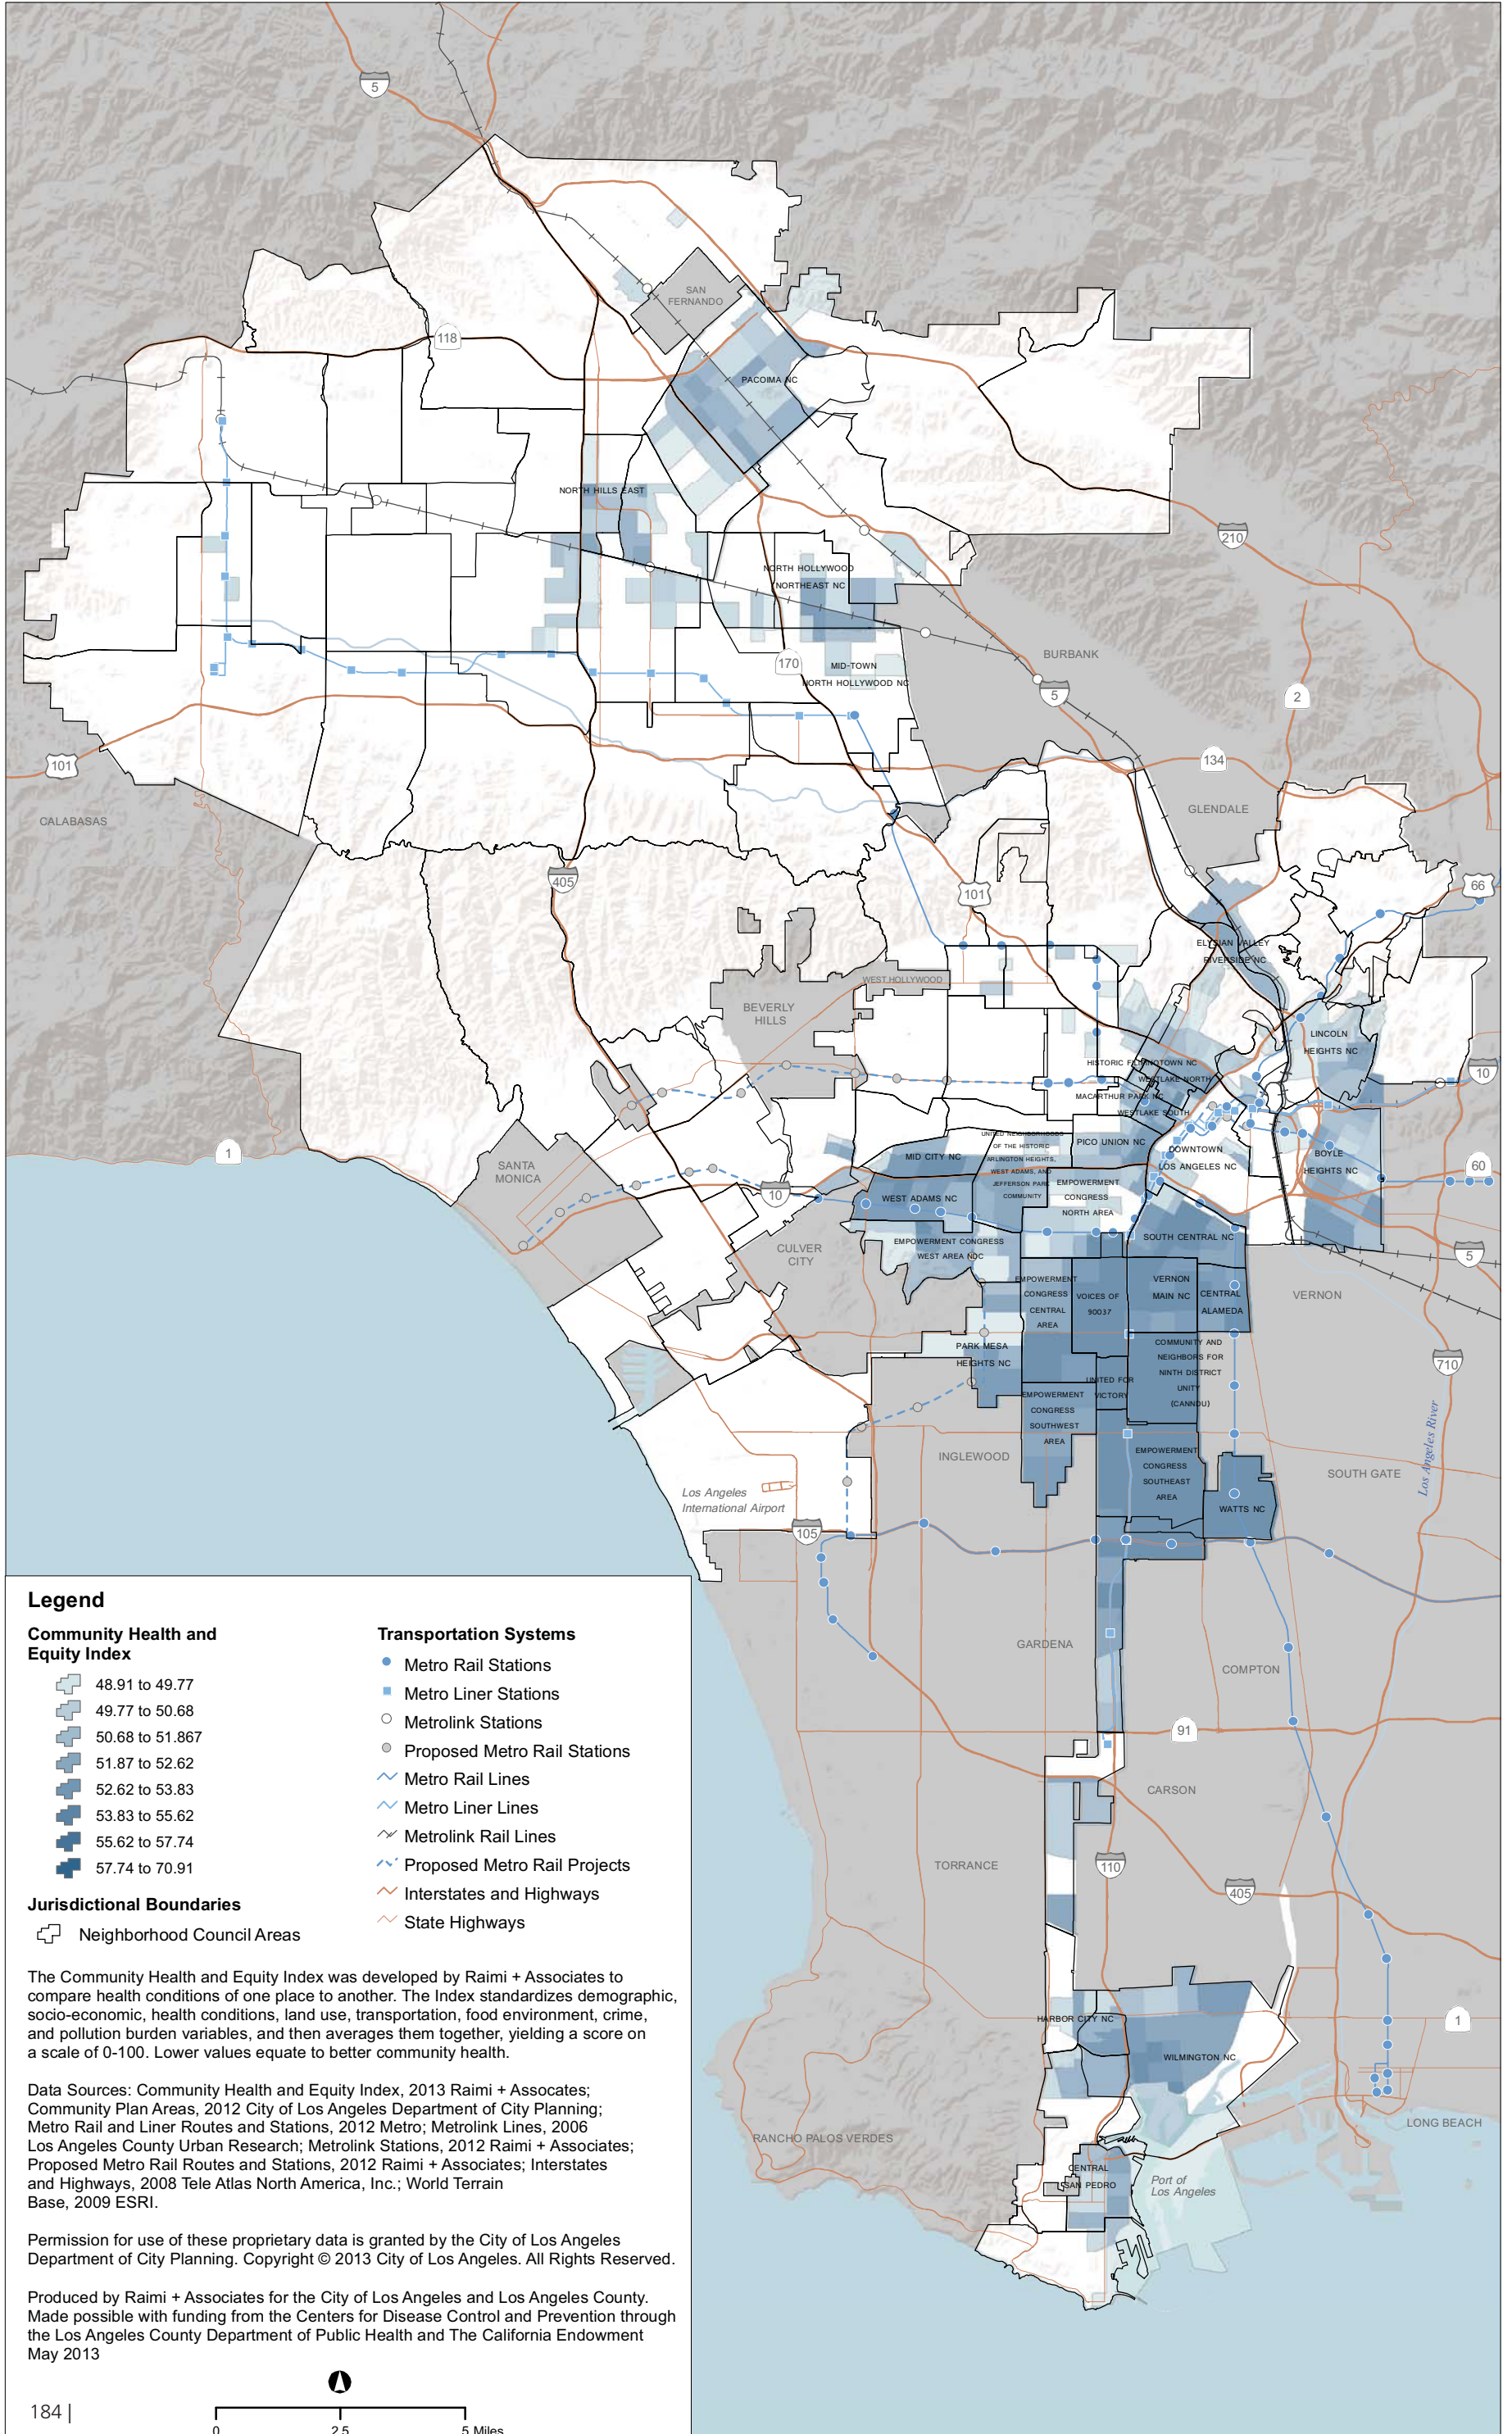 5
SAN
FERNANDO
118
PACOIMA NC
NORTH HILLS EAST
210
NORTH HOLLYWOOD
NORTHEAST NC
BURBANK
170
MID-TOWN
NORTH HOLLYWOOD NC
5
2
101
134
GLENDALE
CALABASAS
405
101
66
ELYSIAN VALLEY
RIVERSIDE NC
WEST HOLLYWOOD
BEVERLY
HILLS
LINCOLN
HEIGHTS NC
HISTORIC FILIPINOTOWN NC
WESTLAKE NORTH
10
MACARTHUR PARK NC
WESTLAKE SOUTH
UNITED NEIGHBORHOODS
OF THE HISTORIC
ARLINGTON HEIGHTS,
WEST ADAMS, AND
JEFFERSON PARK
COMMUNITY
PICO UNION NC
MID CITY NC
DOWNTOWN
LOS ANGELES NC
BOYLE
HEIGHTS NC
1
SANTA
MONICA
60
10
WEST ADAMS NC
EMPOWERMENT
CONGRESS
NORTH AREA
EMPOWERMENT CONGRESS
WEST AREA NDC
SOUTH CENTRAL NC
CULVER
CITY
5
EMPOWERMENT
CONGRESS
CENTRAL
AREA
VOICES OF
90037
VERNON
MAIN NC
CENTRAL
ALAMEDA
VERNON
PARK MESA
HEIGHTS NC
COMMUNITY AND
NEIGHBORS FOR
NINTH DISTRICT
UNITY
(CANNDU)
710
UNITED FOR
VICTORY
EMPOWERMENT
CONGRESS
SOUTHWEST
AREA
Los Angeles River
INGLEWOOD
EMPOWERMENT
CONGRESS
SOUTHEAST
AREA
SOUTH GATE
Los Angeles
International Airport
WATTS NC
105
GARDENA
COMPTON
91
CARSON
TORRANCE
110
405
HARBOR CITY NC
1
WILMINGTON NC
LONG BEACH
RANCHO PALOS VERDES
CENTRAL
SAN PEDRO
Port of
Los Angeles
Legend
Community Health and
Equity Index
48.91 to 49.77
49.77 to 50.68
50.68 to 51.867
51.87 to 52.62
52.62 to 53.83
53.83 to 55.62
55.62 to 57.74
57.74 to 70.91
Jurisdictional Boundaries
Neighborhood Council Areas
Transportation Systems
Metro Rail Stations
Metro Liner Stations
Metrolink Stations
Proposed Metro Rail Stations
Metro Rail Lines
Metro Liner Lines
Metrolink Rail Lines
Proposed Metro Rail Projects
Interstates and Highways
State Highways
The Community Health and Equity Index was developed by Raimi + Associates to
compare health conditions of one place to another. The Index standardizes demographic,
socio-economic, health conditions, land use, transportation, food environment, crime,
and pollution burden variables, and then averages them together, yielding a score on
a scale of 0-100. Lower values equate to better community health.
Data Sources: Community Health and Equity Index, 2013 Raimi + Assocates;
Community Plan Areas, 2012 City of Los Angeles Department of City Planning;
Metro Rail and Liner Routes and Stations, 2012 Metro; Metrolink Lines, 2006
Los Angeles County Urban Research; Metrolink Stations, 2012 Raimi + Associates;
Proposed Metro Rail Routes and Stations, 2012 Raimi + Associates; Interstates
and Highways, 2008 Tele Atlas North America, Inc.; World Terrain
Base, 2009 ESRI.
Permission for use of these proprietary data is granted by the City of Los Angeles
Department of City Planning. Copyright © 2013 City of Los Angeles. All Rights Reserved.
Produced by Raimi + Associates for the City of Los Angeles and Los Angeles County.
Made possible with funding from the Centers for Disease Control and Prevention through
the Los Angeles County Department of Public Health and The California Endowment
May 2013
184 |
0 2.5 5 Miles